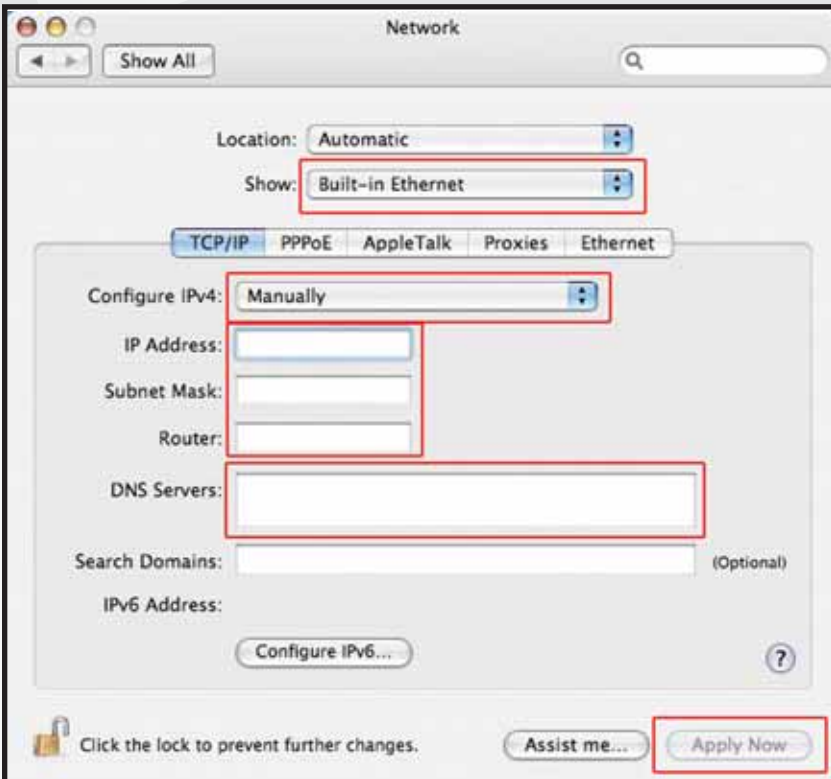 Network
Show All
Location: Automatic
Show: Built-in Ethernet
TCP/IP PPPoE AppleTalk Proxies Ethernet
Configure IPv4: Manually
IP Address:
Subnet Mask:
Router:
DNS Servers:
Search Domains: (Optional)
IPv6 Address:
Configure IPv6...
?
Click the lock to prevent further changes. Assist me... Apply Now